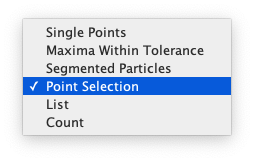 Single Points
Maxima Within Tolerance
Segmented Particles
✓ Point Selection
List
Count